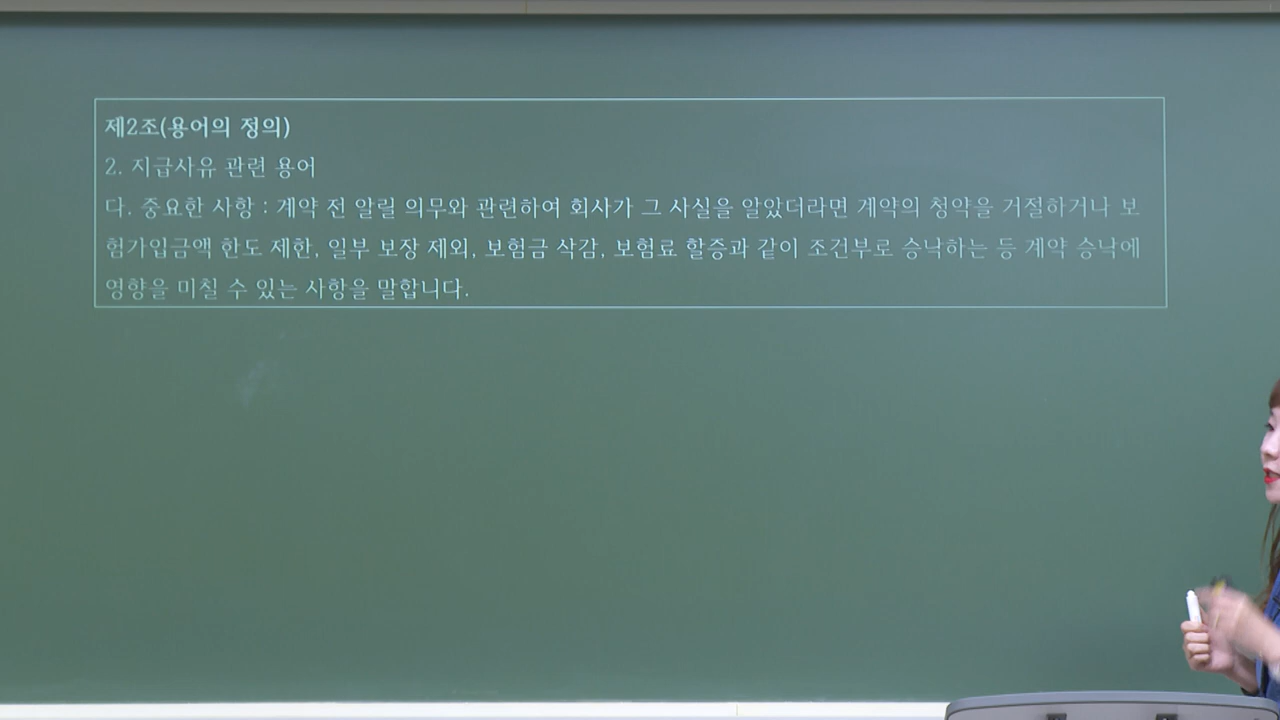 제2조(용어의 정의)
2. 지급사유 관련 용어
다. 중요한 사항 : 계약 전 알릴 의무와 관련하여 회사가 그 사실을 알았더라면 계약의 청약을 거절하거나 보
험가입금액 한도 제한, 일부 보장 제외, 보험금 삭감, 보험료 할증과 같이 조건부로 승낙하는 등 계약 승낙에
영향을 미칠 수 있는 사항을 말합니다.